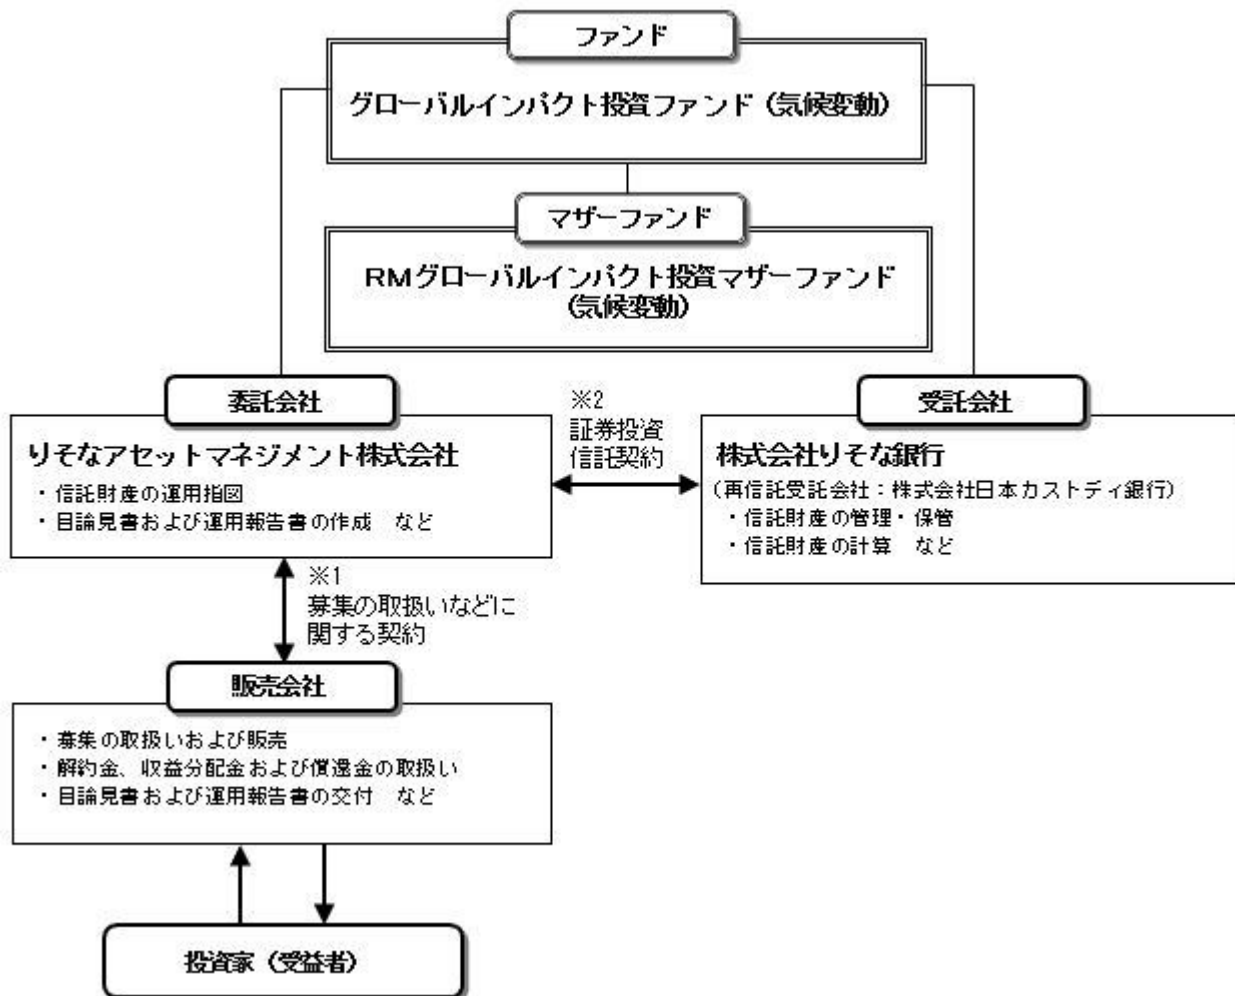 ファンド
グローバルインパクト投資ファンド（気候変動）
マザーファンド
ＲＭグローバルインパクト投資マザーファンド
（気候変動）
委託会社
りそなアセットマネジメント株式会社
・信託財産の運用指図
・目論見書および運用報告書の作成　など
※2
証券投資
信託契約
受託会社
株式会社りそな銀行
（再信託受託会社：株式会社日本カストディ銀行）
・信託財産の管理・保管
・信託財産の計算　など
※1
募集の取扱いなどに
関する契約
販売会社
・募集の取扱いおよび販売
・解約金、収益分配金および償還金の取扱い
・目論見書および運用報告書の交付　など
投資家（受益者）